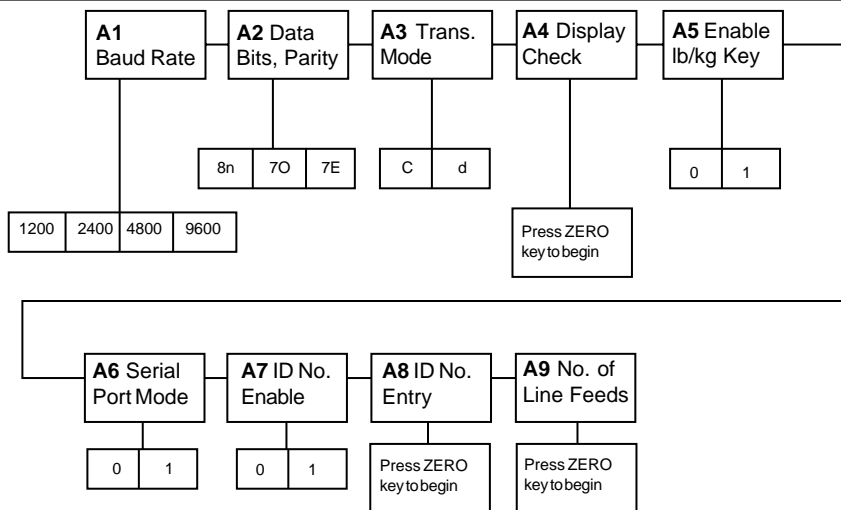 A1
Baud Rate
A2 Data
Bits, Parity
A3 Trans.
Mode
A4 Display
Check
A5 Enable
lb/kg Key
8n 7O 7E
C d
0 1
1200 2400 4800 9600
Press ZERO
key to begin
A6 Serial
Port Mode
A7 ID No.
Enable
A8 ID No.
Entry
A9 No. of
Line Feeds
0 1
0 1
Press ZERO
key to begin
Press ZERO
key to begin